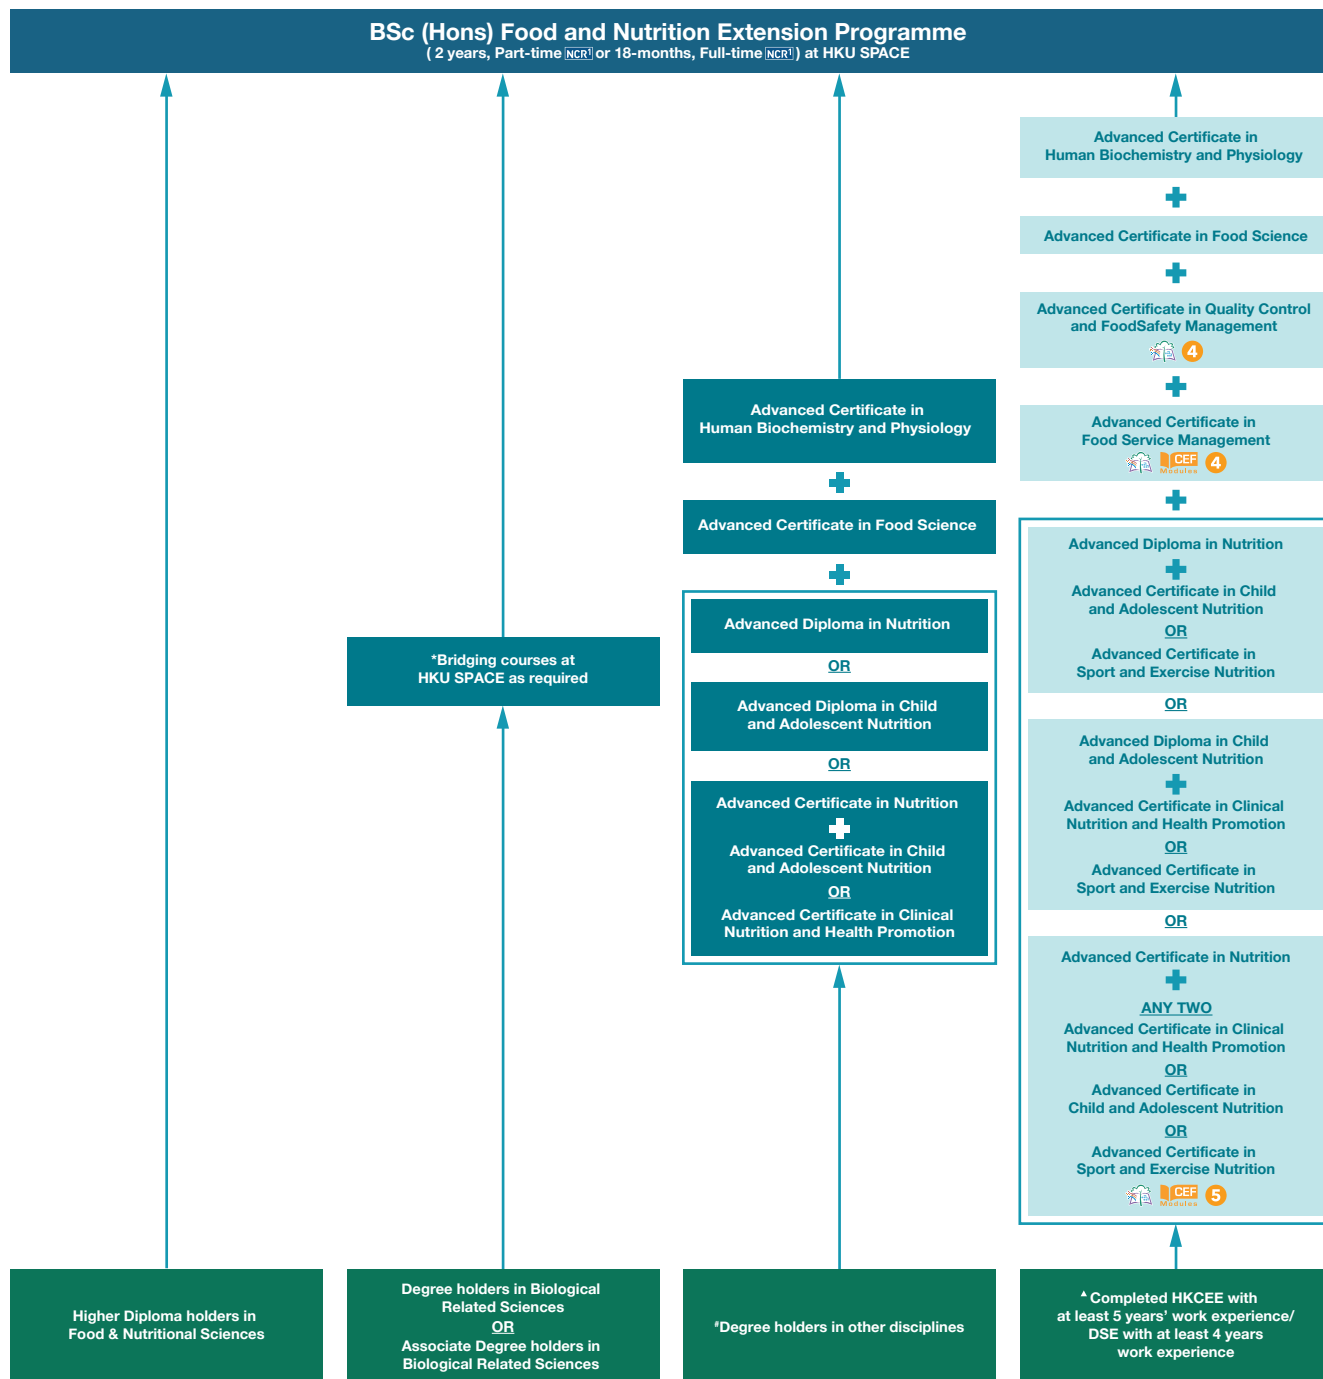 BSc (Hons) Food and Nutrition Extension Programme
( 2 years, Part-time NCR1 or 18-months, Full-time NCR1 ) at HKU SPACE
Advanced Certificate in
Human Biochemistry and Physiology
Advanced Certificate in Food Science
Advanced Certificate in Quality Control
and FoodSafety Management
4
Advanced Certificate in
Food Service Management
CEF
Modules
4
Advanced Diploma in Nutrition
Advanced Certificate in Child
and Adolescent Nutrition
OR
Advanced Certificate in
Sport and Exercise Nutrition
OR
Advanced Diploma in Child
and Adolescent Nutrition
Advanced Certificate in Clinical
Nutrition and Health Promotion
OR
Advanced Certificate in
Sport and Exercise Nutrition
OR
Advanced Certificate in Nutrition
ANY TWO
Advanced Certificate in Clinical
Nutrition and Health Promotion
OR
Advanced Certificate in
Child and Adolescent Nutrition
OR
Advanced Certificate in
Sport and Exercise Nutrition
CEF
Modules
5
Advanced Certificate in
Human Biochemistry and Physiology
Advanced Certificate in Food Science
Advanced Diploma in Nutrition
OR
Advanced Diploma in Child
and Adolescent Nutrition
OR
Advanced Certificate in Nutrition
Advanced Certificate in Child
and Adolescent Nutrition
OR
Advanced Certificate in Clinical
Nutrition and Health Promotion
*Bridging courses at
HKU SPACE as required
Higher Diploma holders in
Food & Nutritional Sciences
Degree holders in Biological
Related Sciences
OR
Associate Degree holders in
Biological Related Sciences
#Degree holders in other disciplines
▲ Completed HKCEE with
at least 5 years' work experience/
DSE with at least 4 years
work experience